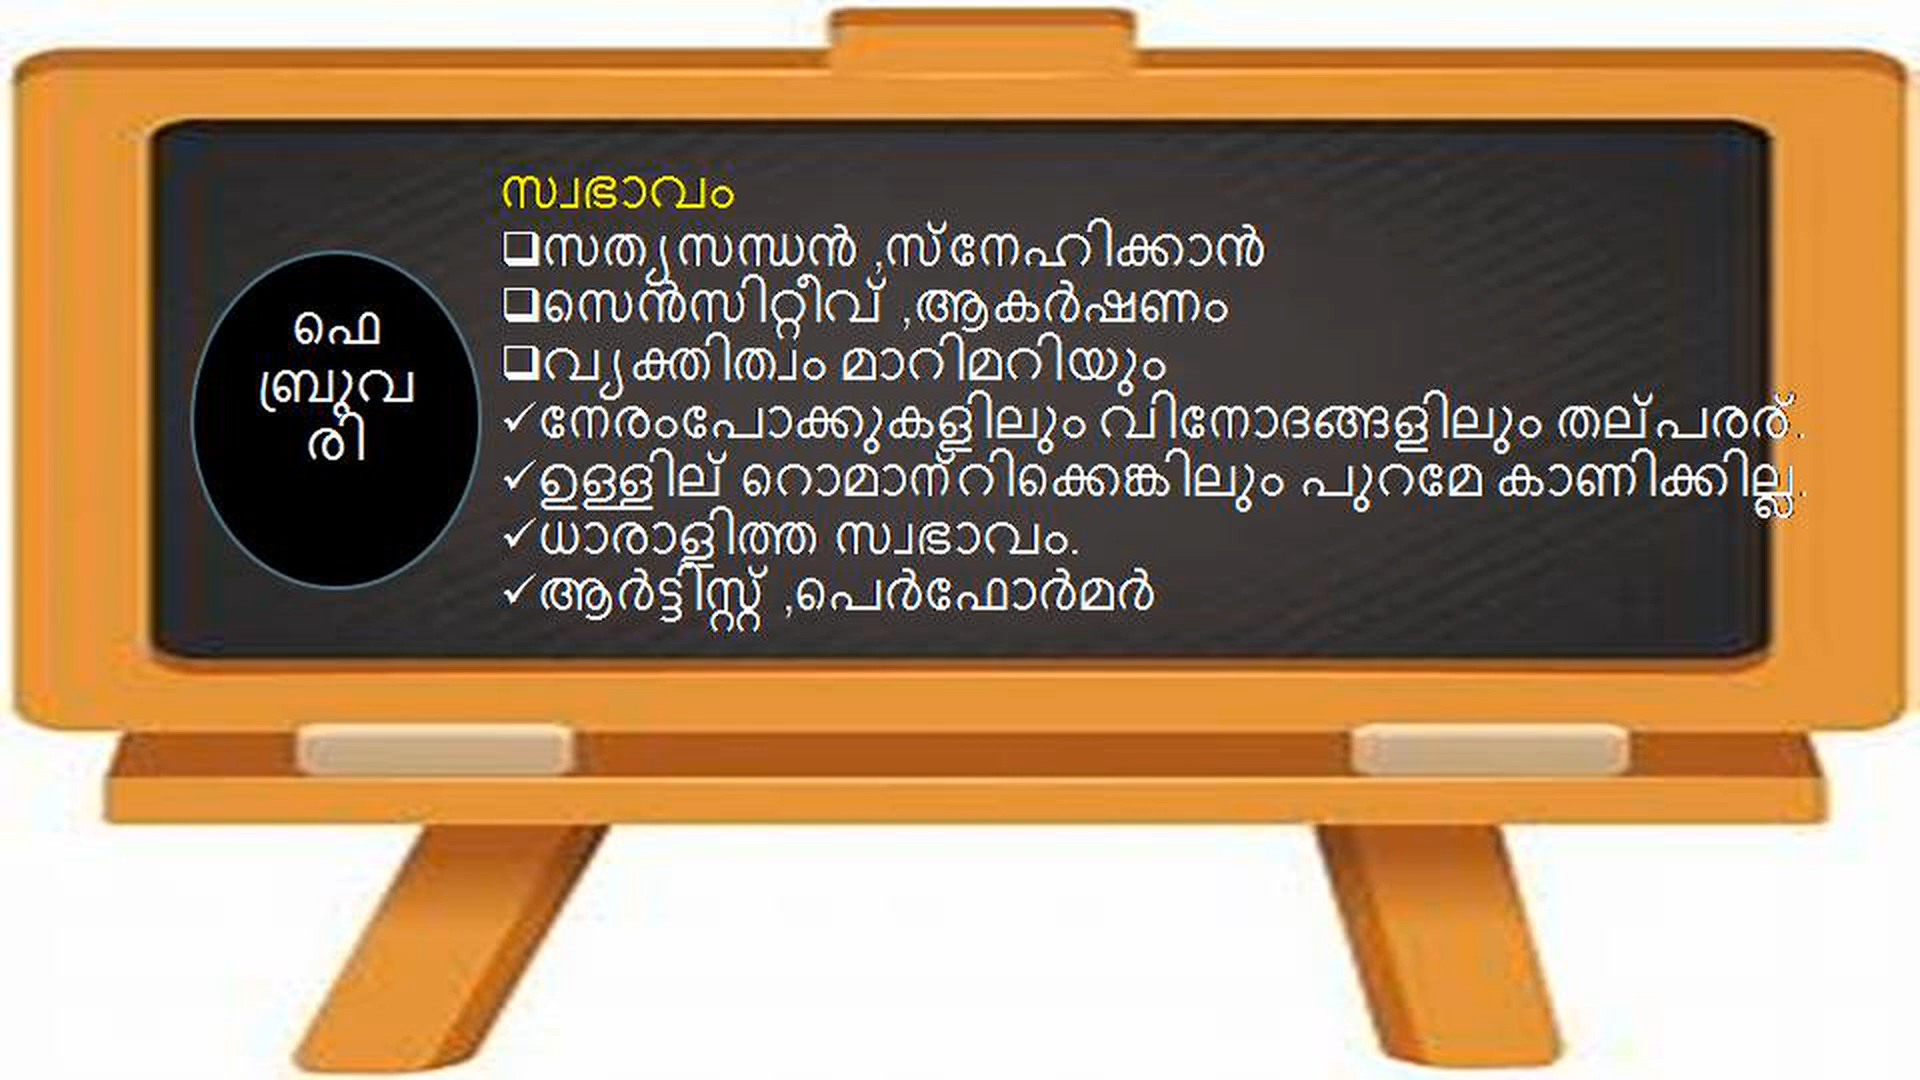 സ്വഭാവം
❑സത്യസന്ധൻ ,സ്നേഹിക്കാൻ
❑സെൻസിറ്റീവ് ,ആകർഷണം
❑വ്യക്തിത്വം മാറിമറിയും
✓നേരംപോക്കുകളിലും വിനോദങ്ങളിലും തല്പരര്.
✓ഉള്ളില് റൊമാന്റിക്കെങ്കിലും പുറമേ കാണിക്കില്ല.
✓ധാരാളിത്ത സ്വഭാവം.
✓ആർട്ടിസ്റ്റ് ,പെർഫോർമർ
ഫെ
ബ്രുവ
രി